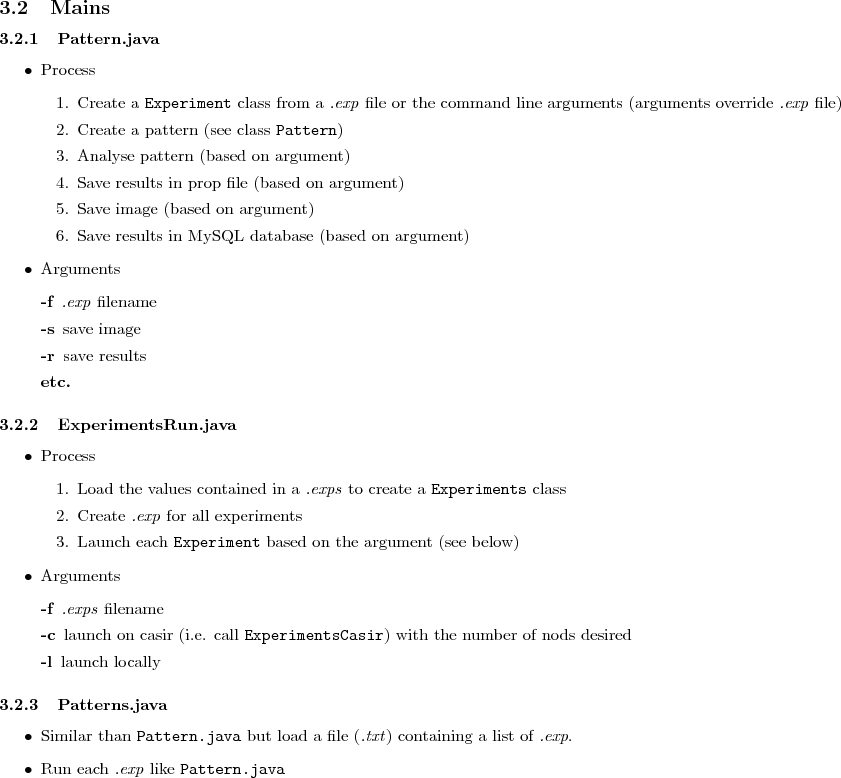 3.2 Mains
3.2.1 Pattern.java
• Process
1. Create a Experiment class from a .exp file or the command line arguments (arguments override .exp file)
2. Create a pattern (see class Pattern)
3. Analyse pattern (based on argument)
4. Save results in prop file (based on argument)
5. Save image (based on argument)
6. Save results in MySQL database (based on argument)
• Arguments
-f .exp filename
-s save image
-r save results
etc.
3.2.2 ExperimentsRun.java
• Process
1. Load the values contained in a .exps to create a Experiments class
2. Create .exp for all experiments
3. Launch each Experiment based on the argument (see below)
• Arguments
-f .exps filename
-c launch on casir (i.e. call ExperimentsCasir) with the number of nods desired
-l launch locally
3.2.3 Patterns.java
• Similar than Pattern.java but load a file (.txt) containing a list of .exp.
• Run each .exp like Pattern.java